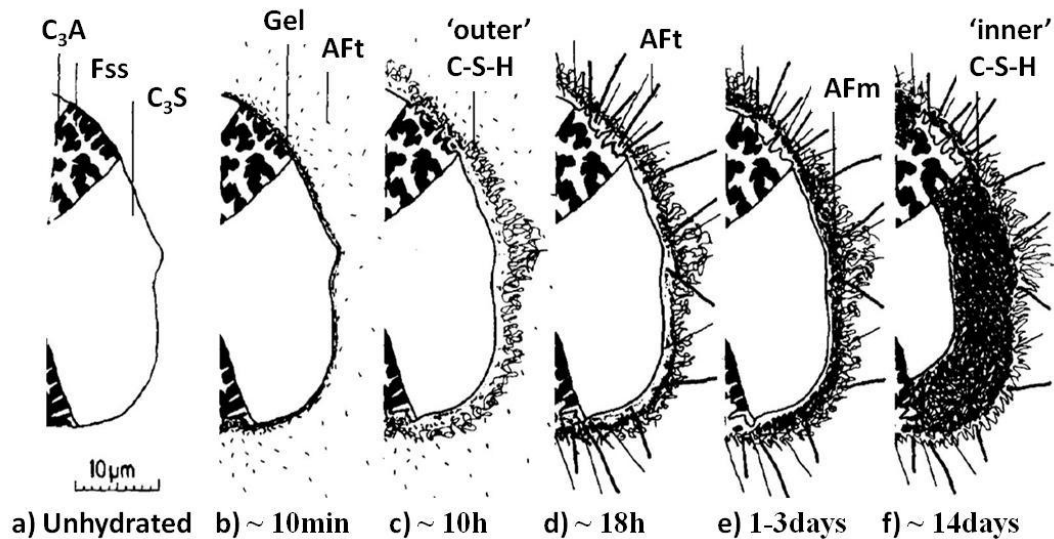 C₃A
Fss
C₃S
Gel
AFt
'outer'
C-S-H
AFt
AFm
'inner'
C-S-H
10μm
a) Unhydrated
b) ~ 10min
c) ~ 10h
d) ~ 18h
e) 1-3days
f) ~ 14days